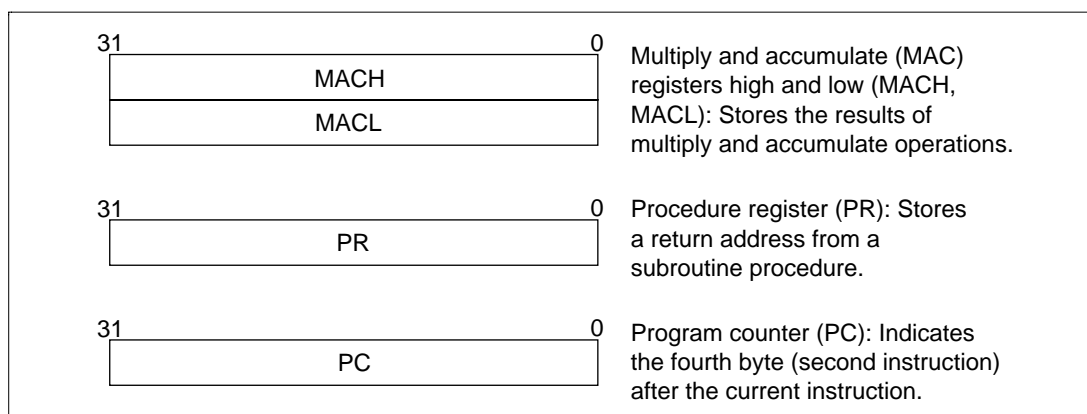 31 0
MACH
MACL
Multiply and accumulate (MAC)
registers high and low (MACH,
MACL): Stores the results of
multiply and accumulate operations.
31 0
PR
Procedure register (PR): Stores
a return address from a
subroutine procedure.
31 0
PC
Program counter (PC): Indicates
the fourth byte (second instruction)
after the current instruction.